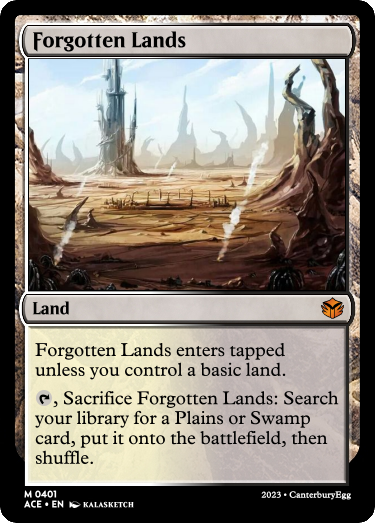 Forgotten Lands
Land
Forgotten Lands enters tapped
unless you control a basic land.
, Sacrifice Forgotten Lands: Search
your library for a Plains or Swamp
card, put it onto the battlefield, then
shuffle.
M 0401
ACE • EN KALASKETCH
2023 • CanterburyEgg